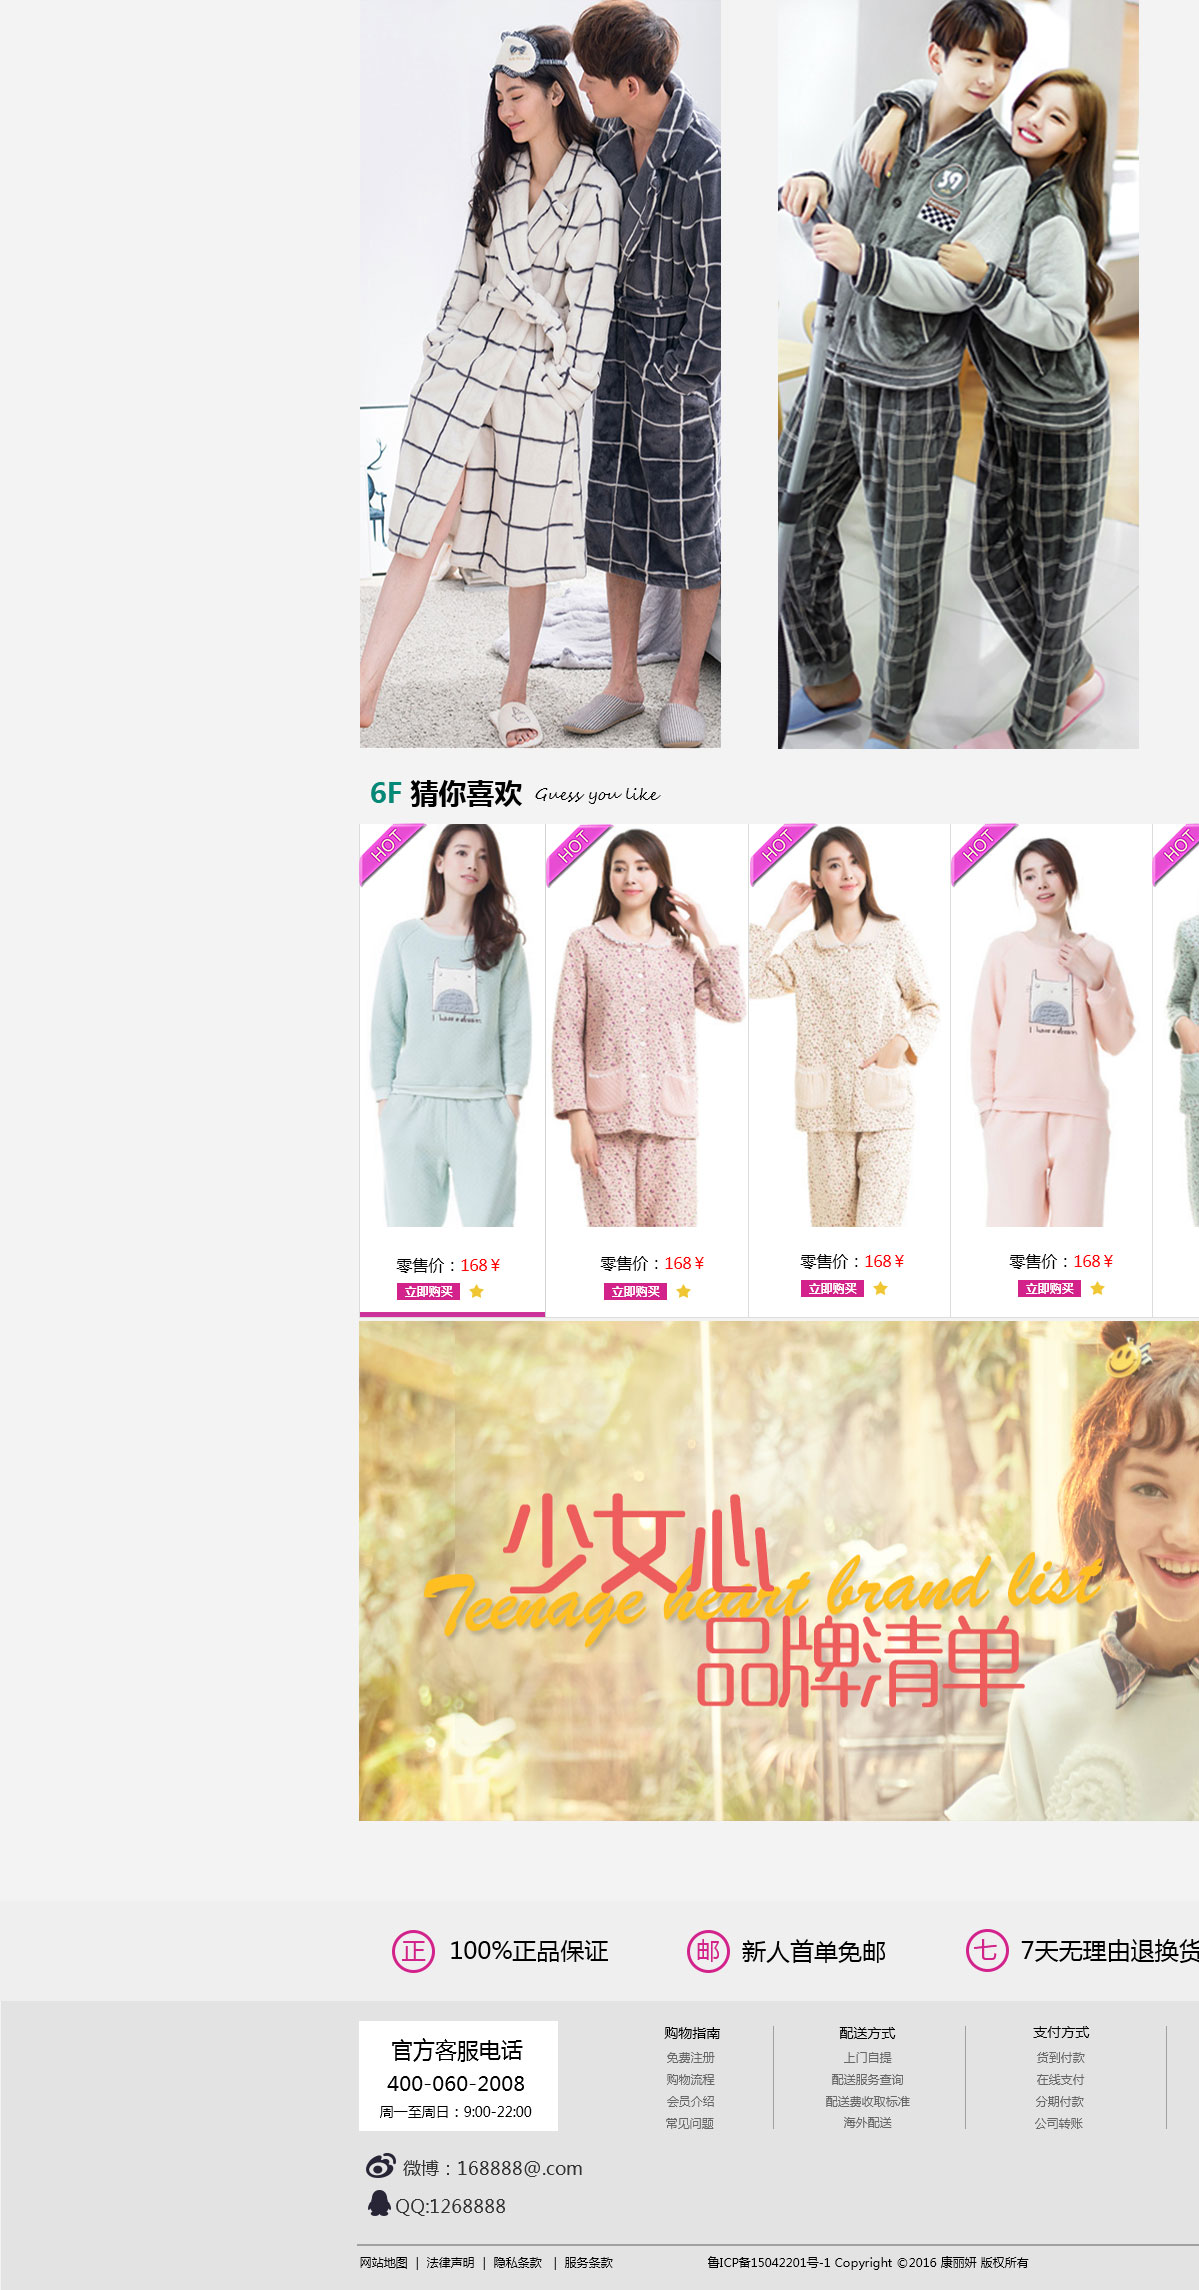 39
6F 猜你喜欢 Guess you like
HOT HOT HOT HOT HOT
I have a dream
I have a dream
零售价：168￥ 零售价：168￥ 零售价：168￥ 零售价：168￥
立即购买 立即购买 立即购买 立即购买
少女心
Teenage heart brand list
品牌清单
正 100%正品保证 邮 新人首单免邮 七 7天无理由退换货
官方客服电话
400-060-2008
周一至周日：9:00-22:00
购物指南
免费注册
购物流程
会员介绍
常见问题
配送方式
上门自提
配送服务查询
配送费收取标准
海外配送
支付方式
货到付款
在线支付
分期付款
公司转账
微博：168888@.com
QQ:1268888
网站地图 | 法律声明 | 隐私条款 | 服务条款 鲁ICP备15042201号-1 Copyright ©2016 康丽妍 版权所有